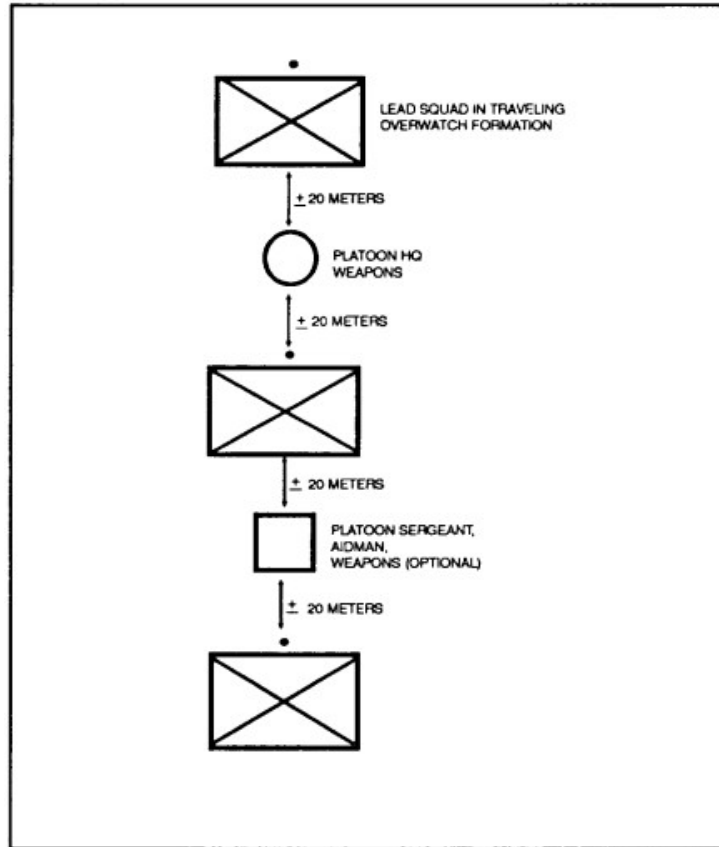 LEAD SQUAD IN TRAVELING
OVERWATCH FORMATION
± 20 METERS
PLATOON HQ
WEAPONS
± 20 METERS
± 20 METERS
PLATOON SERGEANT,
AIDMAN,
WEAPONS (OPTIONAL)
± 20 METERS